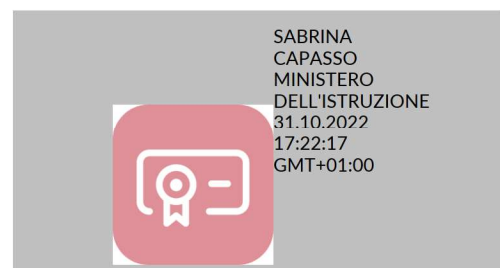 SABRINA
CAPASSO
MINISTERO
DELL'ISTRUZIONE
31.10.2022
17:22:17
GMT+01:00